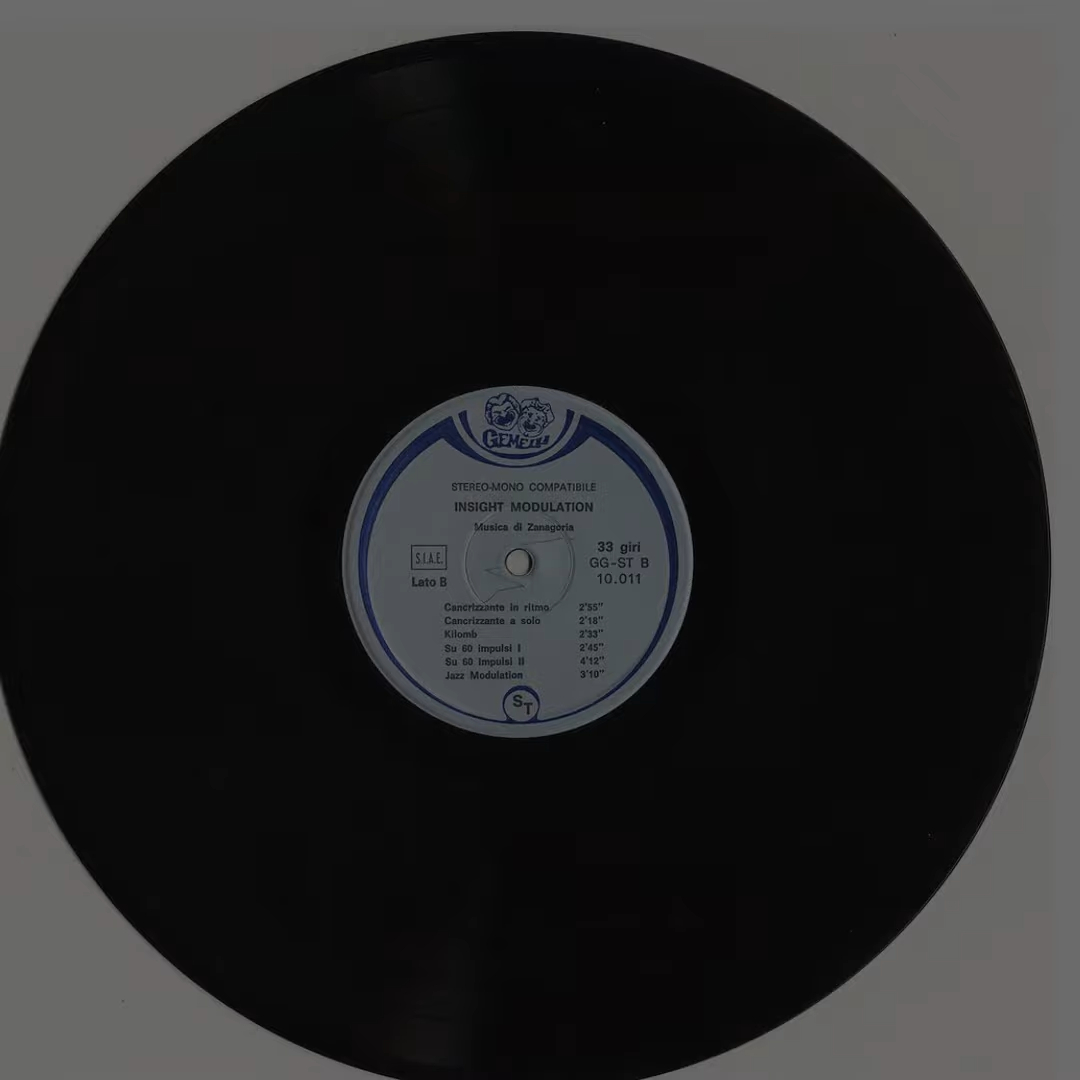 GEMELLI
STEREO-MONO COMPATIBILE
INSIGHT MODULATION
Musica di Zanagoria
S.I.A.E.
Lato B
33 giri
GG-ST B
10.011
Cancrizzante in ritmo 2'55"
Cancrizzante a solo 2'18"
Kilomb 2'33"
Su 60 impulsi I 2'45"
Su 60 impulsi II 4'12"
Jazz Modulation 3'10"
ST